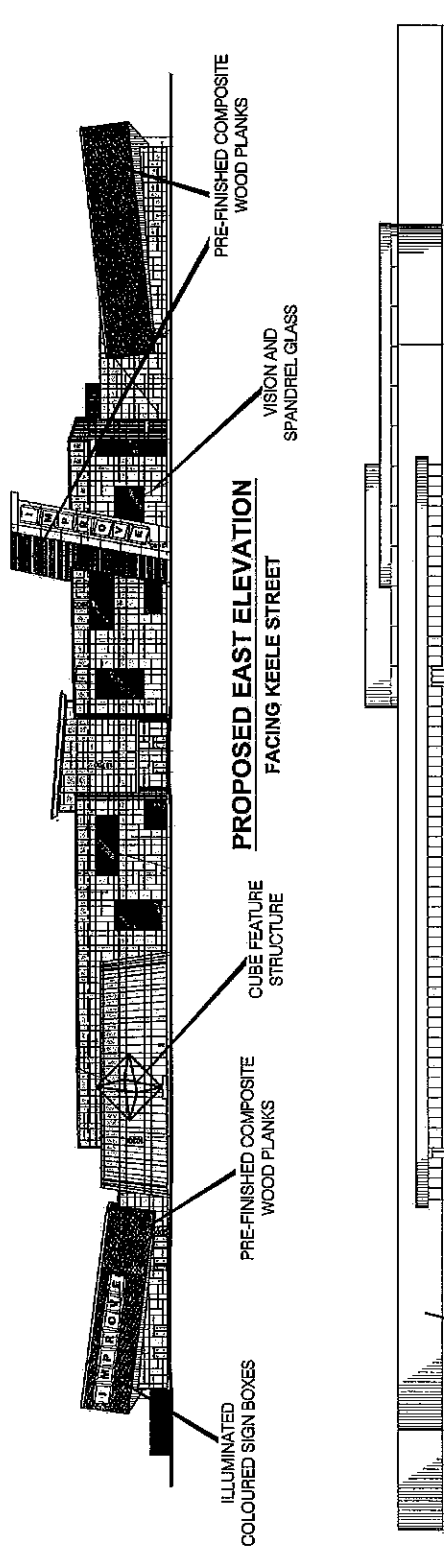 IMPROVE
ILLUMINATED
COLOURED SIGN BOXES
PRE-FINISHED COMPOSITE
WOOD PLANKS
CUBE FEATURE
STRUCTURE
IMPROVE
VISION AND
SPANDREL GLASS
PRE-FINISHED COMPOSITE
WOOD PLANKS
PROPOSED EAST ELEVATION
FACING KEELE STREET